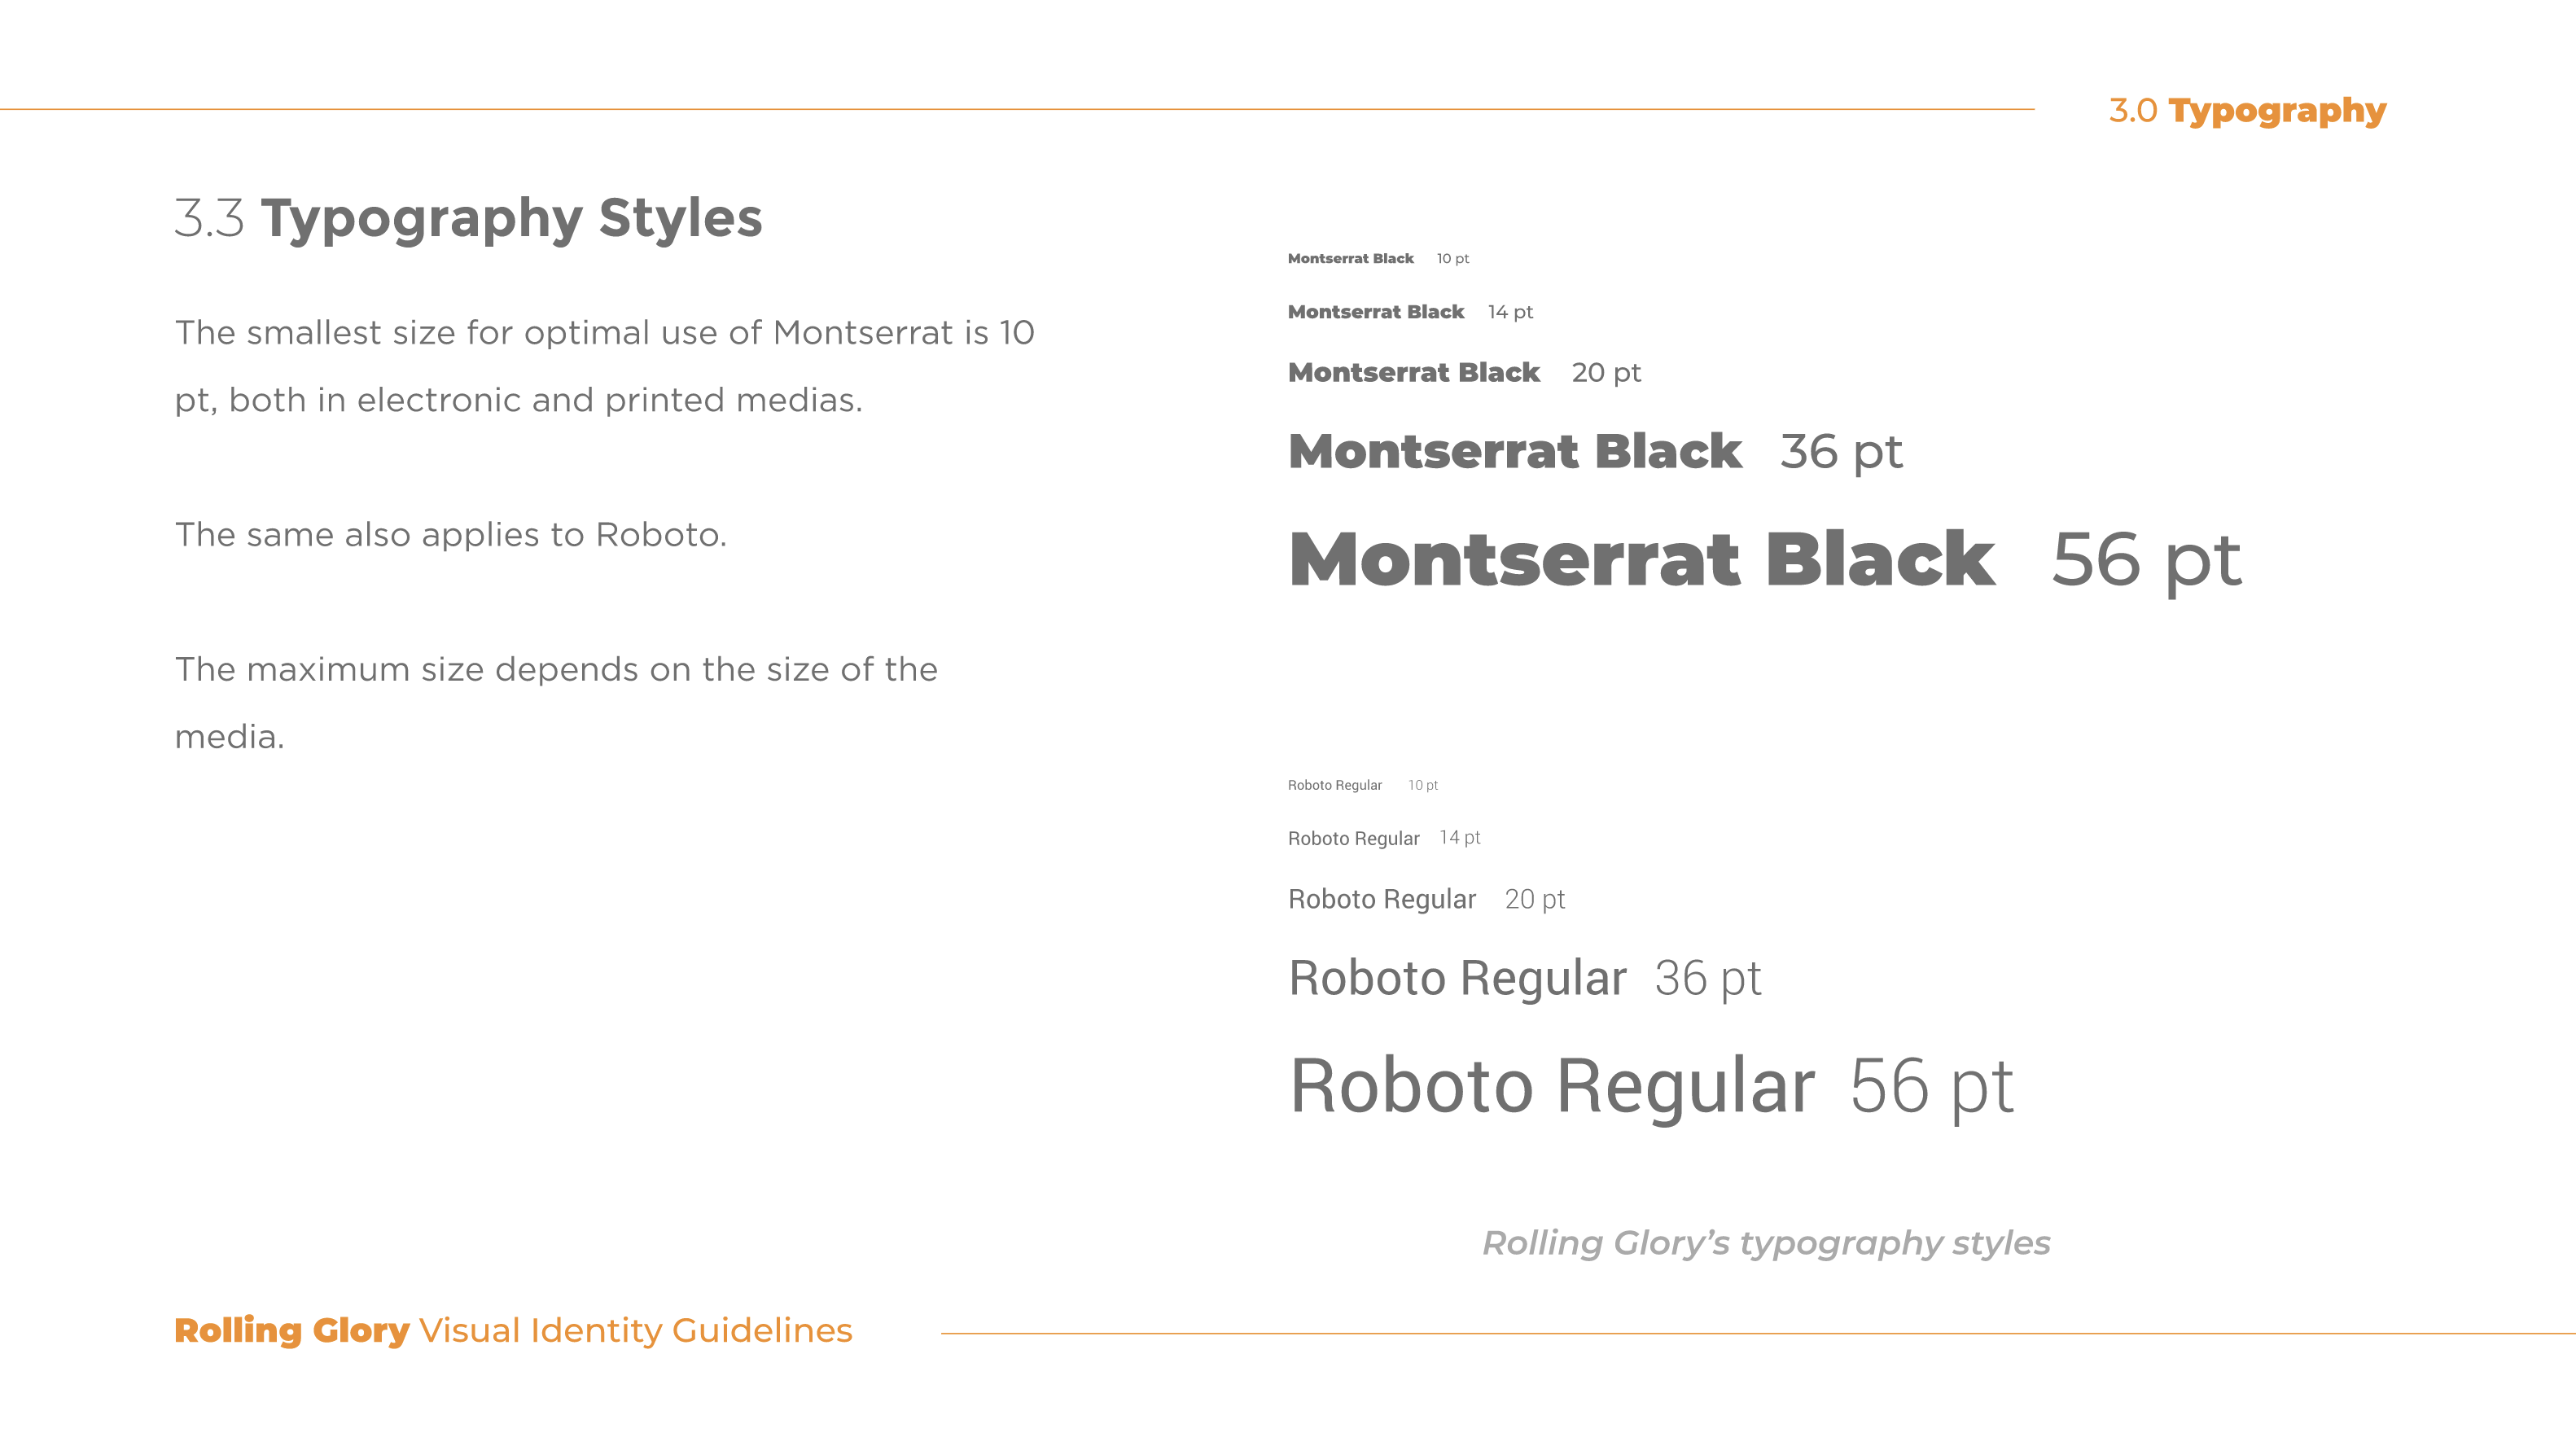 3.0 Typography
3.3 Typography Styles
The smallest size for optimal use of Montserrat is 10
pt, both in electronic and printed medias.
The same also applies to Roboto.
The maximum size depends on the size of the
media.
Montserrat Black 10 pt
Montserrat Black 14 pt
Montserrat Black 20 pt
Montserrat Black 36 pt
Montserrat Black 56 pt
Roboto Regular 10 pt
Roboto Regular 14 pt
Roboto Regular 20 pt
Roboto Regular 36 pt
Roboto Regular 56 pt
Rolling Glory’s typography styles
Rolling Glory Visual Identity Guidelines